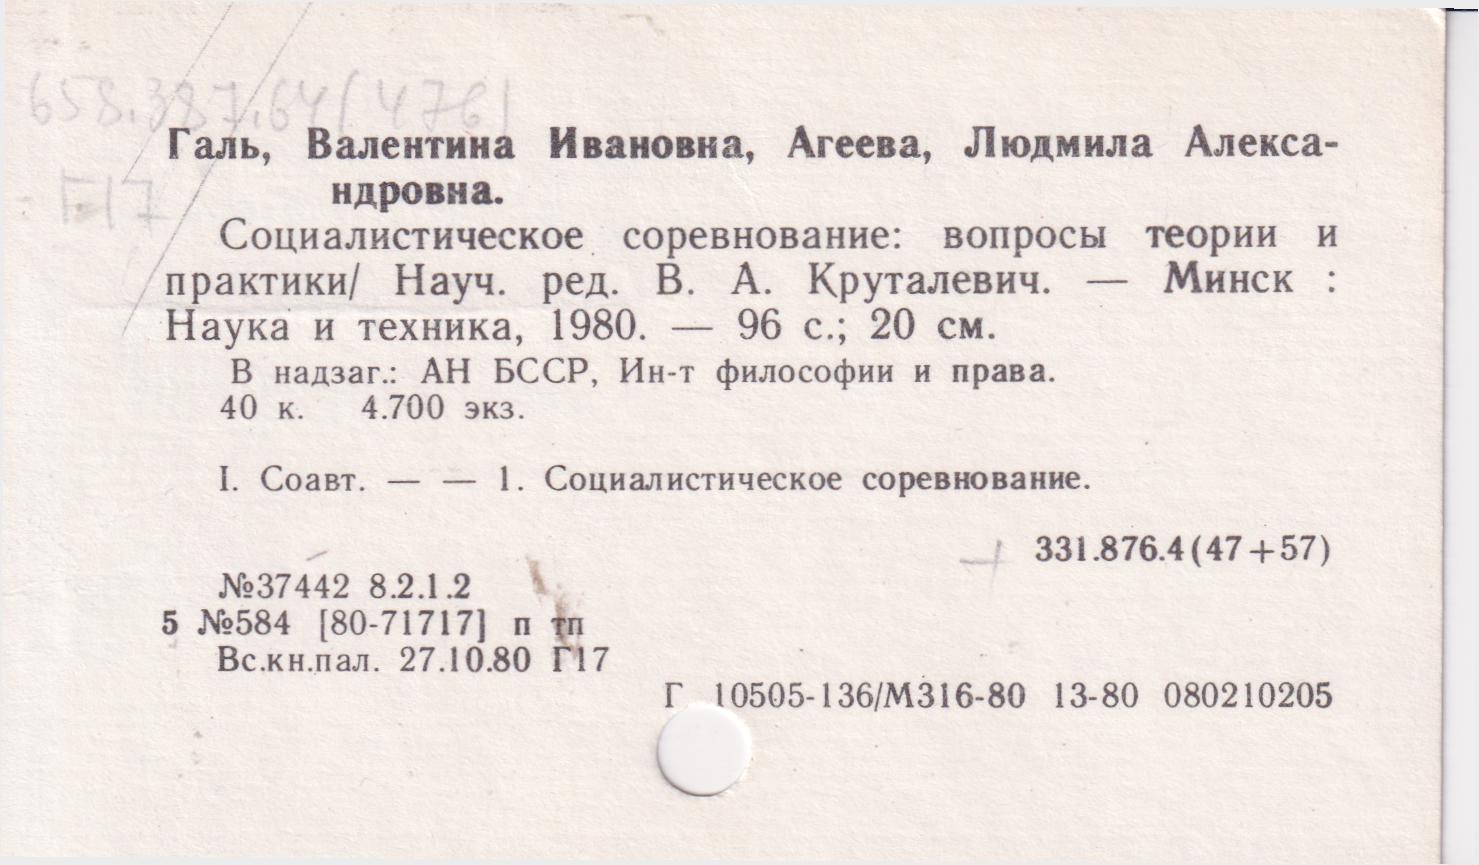 658.387.64(476)
Галь, Валентина Ивановна, Агеева, Людмила Алекса-
Г17
ндровна.
Социалистическое соревнование: вопросы теории и
практики/ Науч. ред. В. А. Круталевич. — Минск :
Наука и техника, 1980. — 96 с.; 20 см.
В надзаг.: АН БССР, Ин-т философии и права.
40 к. 4.700 экз.
I. Соавт. — — 1. Социалистическое соревнование.
331.876.4(47+57)
№37442 8.2.1.2
5 №584 [80-71717] п тп
Вс.кн.пал. 27.10.80 Г17
Г 10505-136/М316-80 13-80 080210205